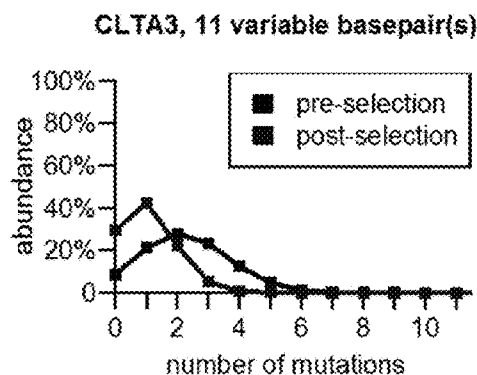 CLTA3, 11 variable basepair(s)
100%
80%
60%
40%
20%
0
abundance
pre-selection
post-selection
0 2 4 6 8 10
number of mutations